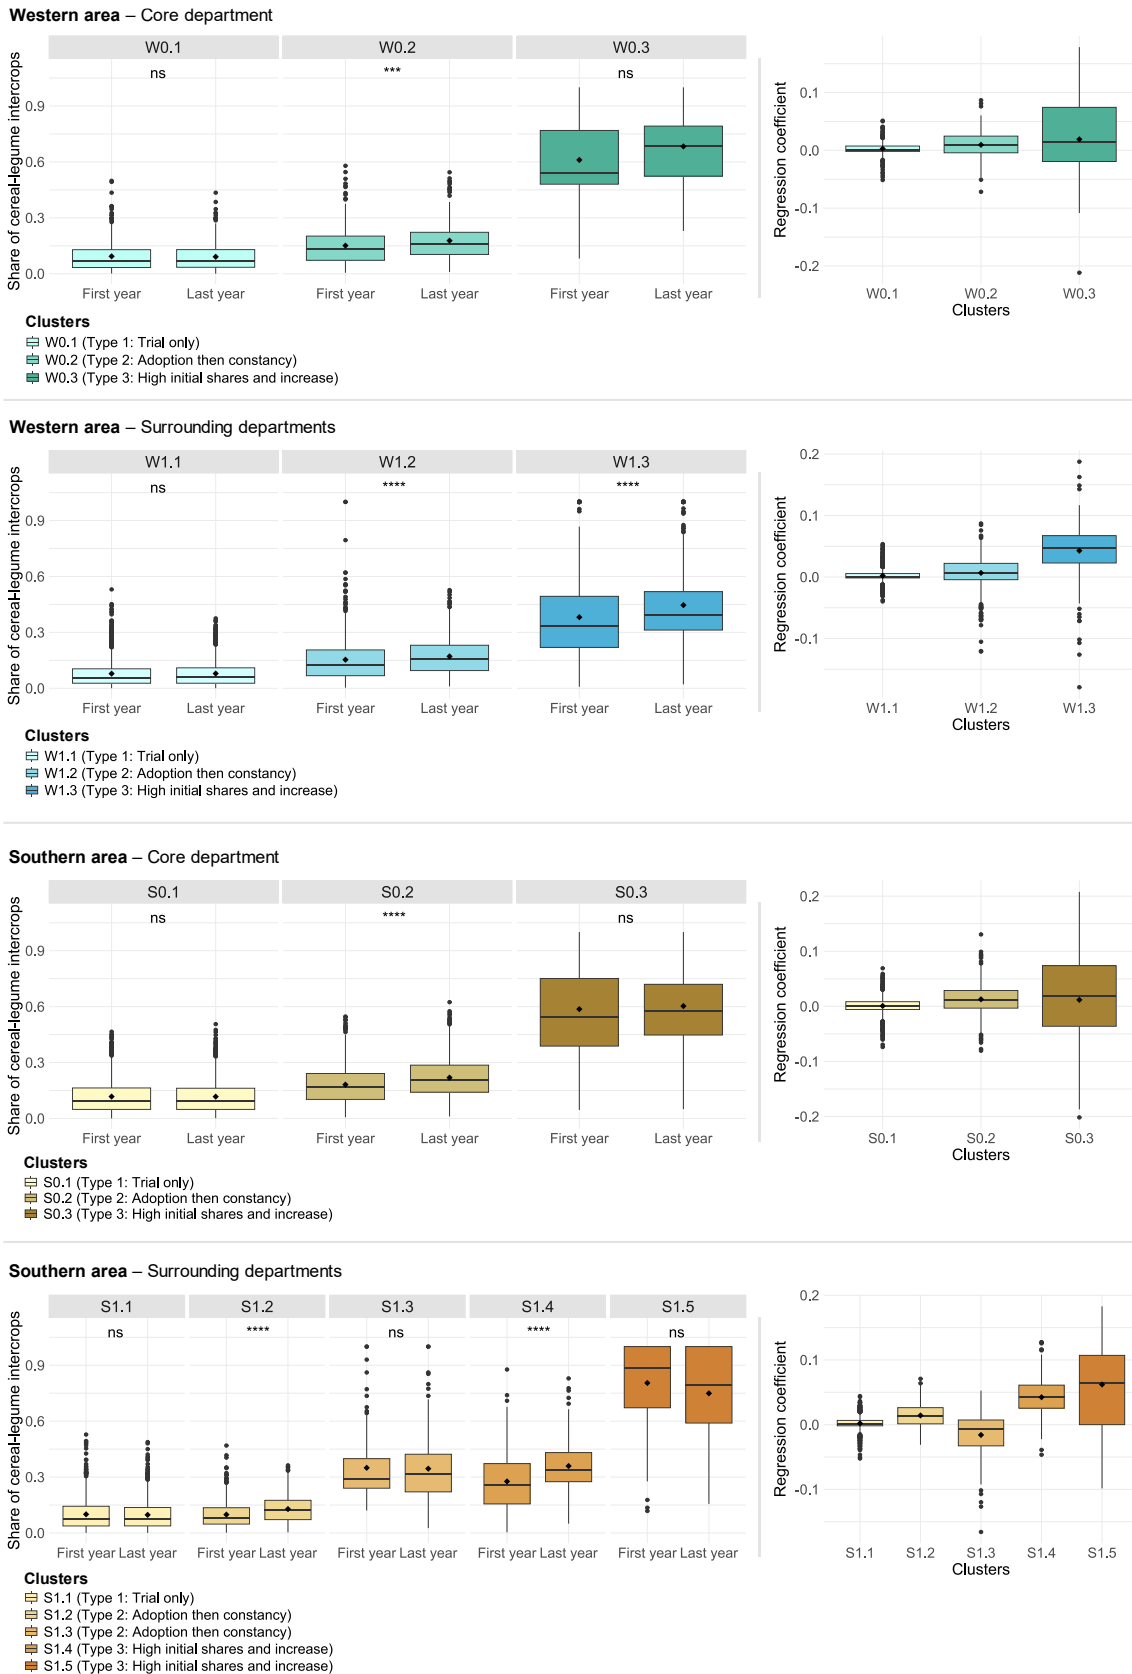 Western area – Core department
W0.1 W0.2 W0.3
ns *** ns
Share of cereal-legume intercrops
0.9
0.6
0.3
0.0
First year Last year First year Last year First year Last year
Regression coefficient
0.1
0.0
-0.1
-0.2
W0.1 W0.2 W0.3
Clusters
Clusters
W0.1 (Type 1: Trial only)
W0.2 (Type 2: Adoption then constancy)
W0.3 (Type 3: High initial shares and increase)
Western area – Surrounding departments
W1.1 W1.2 W1.3
ns **** ****
Share of cereal-legume intercrops
0.9
0.6
0.3
0.0
First year Last year First year Last year First year Last year
Regression coefficient
0.2
0.1
0.0
-0.1
W1.1 W1.2 W1.3
Clusters
Clusters
W1.1 (Type 1: Trial only)
W1.2 (Type 2: Adoption then constancy)
W1.3 (Type 3: High initial shares and increase)
Southern area – Core department
S0.1 S0.2 S0.3
ns **** ns
Share of cereal-legume intercrops
0.9
0.6
0.3
0.0
First year Last year First year Last year First year Last year
Regression coefficient
0.2
0.1
0.0
-0.1
-0.2
S0.1 S0.2 S0.3
Clusters
Clusters
S0.1 (Type 1: Trial only)
S0.2 (Type 2: Adoption then constancy)
S0.3 (Type 3: High initial shares and increase)
Southern area – Surrounding departments
S1.1 S1.2 S1.3 S1.4 S1.5
ns **** ns **** ns
Share of cereal-legume intercrops
0.9
0.6
0.3
0.0
First year Last year First year Last year First year Last year First year Last year First year Last year
Regression coefficient
0.2
0.1
0.0
-0.1
S1.1 S1.2 S1.3 S1.4 S1.5
Clusters
Clusters
S1.1 (Type 1: Trial only)
S1.2 (Type 2: Adoption then constancy)
S1.3 (Type 2: Adoption then constancy)
S1.4 (Type 3: High initial shares and increase)
S1.5 (Type 3: High initial shares and increase)